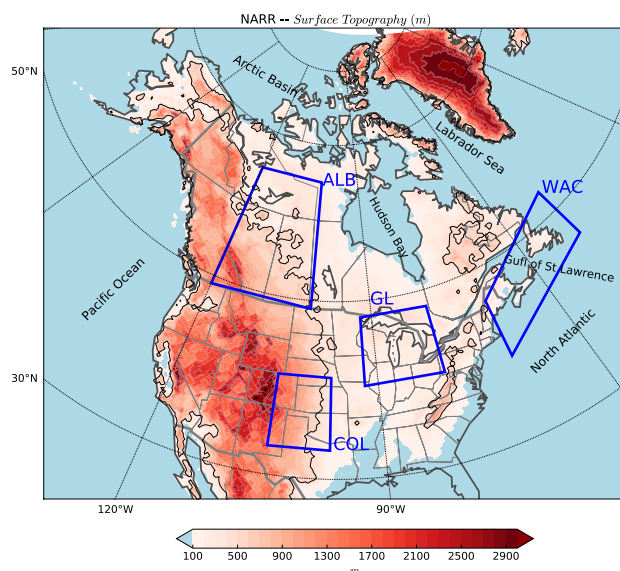 NARR -- Surface Topography (m)
50°N
Arctic Basin
Labrador Sea
ALB
WAC
Hudson Bay
Gulf of St Lawrence
Pacific Ocean
GL
North Atlantic
30°N
COL
120°W
90°W
100 500 900 1300 1700 2100 2500 2900
m